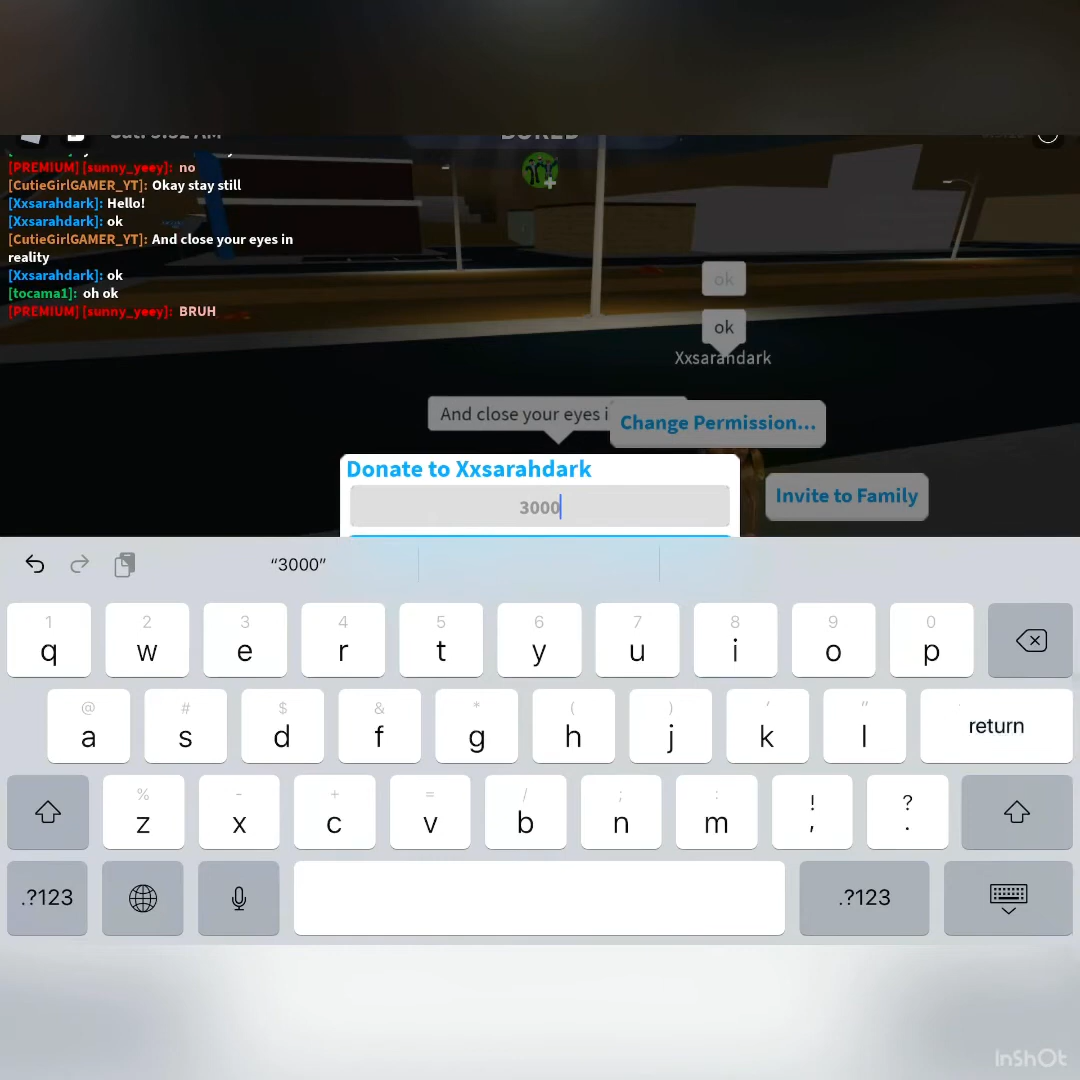 [PREMIUM] [sunny_yeey]: no
[CutieGirlGAMER_YT]: Okay stay still
[Xxsarahdark]: Hello!
[Xxsarahdark]: ok
[CutieGirlGAMER_YT]: And close your eyes in
reality
[Xxsarahdark]: ok
[tocama1]: oh ok
[PREMIUM] [sunny_yeey]: BRUH
ok
ok
Xxsarahdark
And close your eyes i
Change Permission...
Donate to Xxsarahdark
Invite to Family
3000
“3000”
1 2 3 4 5 6 7 8 9 0
q w e r t y u i o p
@ # $ & * ( ) ' "
a s d f g h j k l return
% - + = / ; : ! ?
z x c v b n m , .
.?123 .?123
InShOt